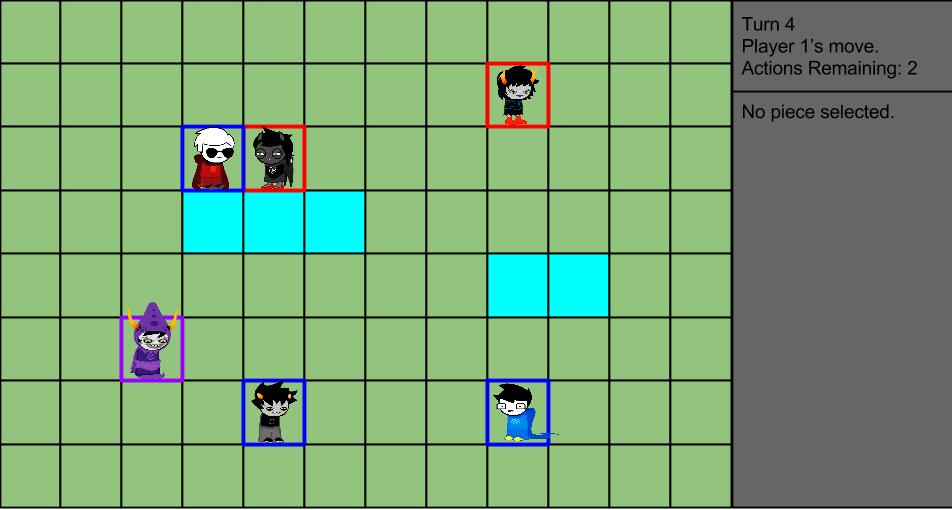 Turn 4
Player 1's move.
Actions Remaining: 2
No piece selected.